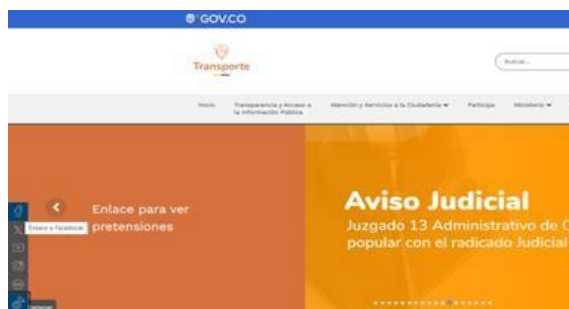 GOV.CO
Transporte
Buscar...
Inicio
Transparencia y Acceso a
la Información Pública
Atención y Servicios a la Ciudadanía
Participa
Ministerio
Enlace para ver
pretensiones
Aviso Judicial
Juzgado 13 Administrativo de
popular con el radicado Judicial
Enlace a Facebook